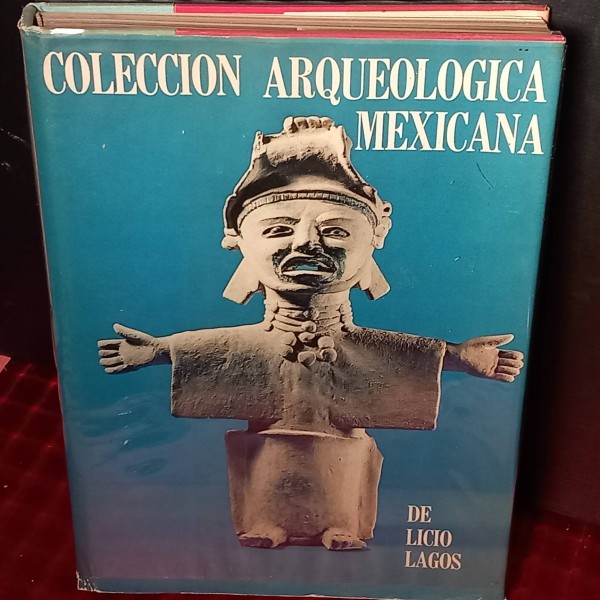 COLECCION ARQUEOLOGICA
MEXICANA
DE
LICIO
LAGOS